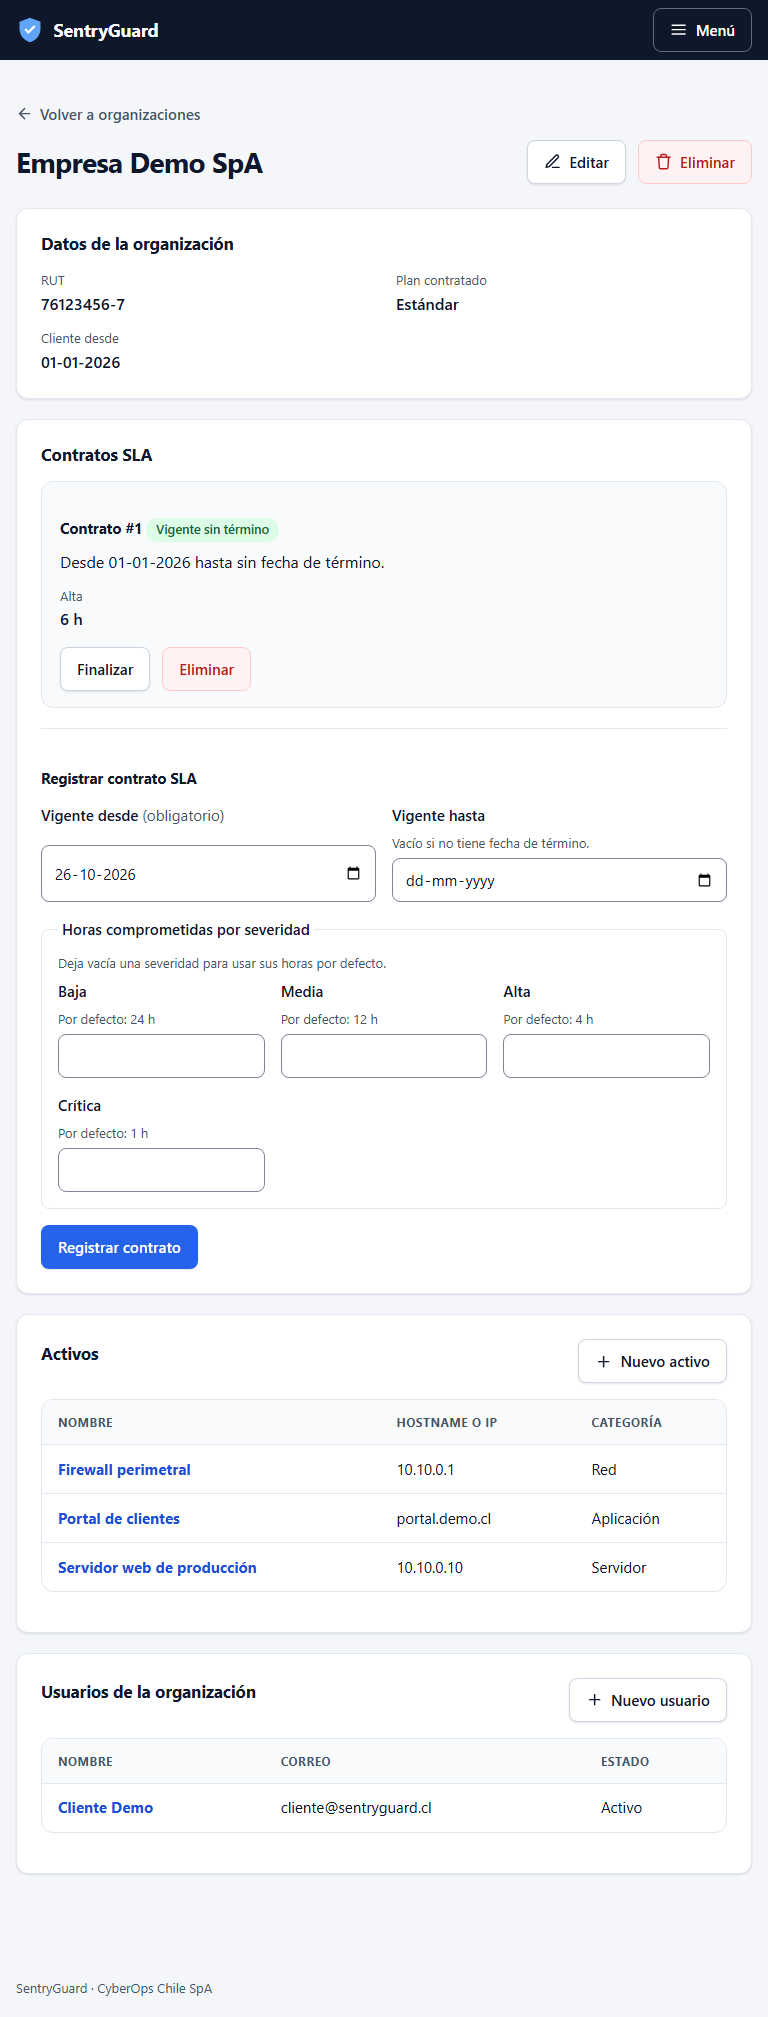 SentryGuard
Menú
Volver a organizaciones
Empresa Demo SpA
Editar
Eliminar
Datos de la organización
RUT
Plan contratado
76123456-7
Estándar
Cliente desde
01-01-2026
Contratos SLA
Contrato #1 Vigente sin término
Desde 01-01-2026 hasta sin fecha de término.
Alta
6 h
Finalizar
Eliminar
Registrar contrato SLA
Vigente desde (obligatorio)
Vigente hasta
Vacío si no tiene fecha de término.
26-10-2026
dd-mm-yyyy
Horas comprometidas por severidad
Deja vacía una severidad para usar sus horas por defecto.
Baja
Media
Alta
Por defecto: 24 h
Por defecto: 12 h
Por defecto: 4 h
Crítica
Por defecto: 1 h
Registrar contrato
Activos
Nuevo activo
NOMBRE HOSTNAME O IP CATEGORÍA
Firewall perimetral 10.10.0.1 Red
Portal de clientes portal.demo.cl Aplicación
Servidor web de producción 10.10.0.10 Servidor
Usuarios de la organización
Nuevo usuario
NOMBRE CORREO ESTADO
Cliente Demo cliente@sentryguard.cl Activo
SentryGuard · CyberOps Chile SpA